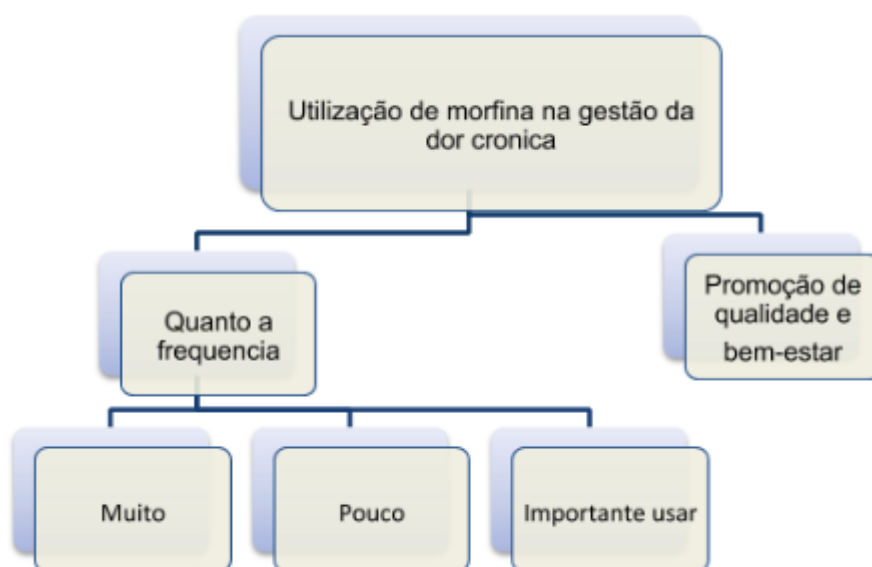 Utilização de morfina na gestão da
dor cronica
Quanto a
frequencia
Promoção de
qualidade e
bem-estar
Muito
Pouco
Importante usar